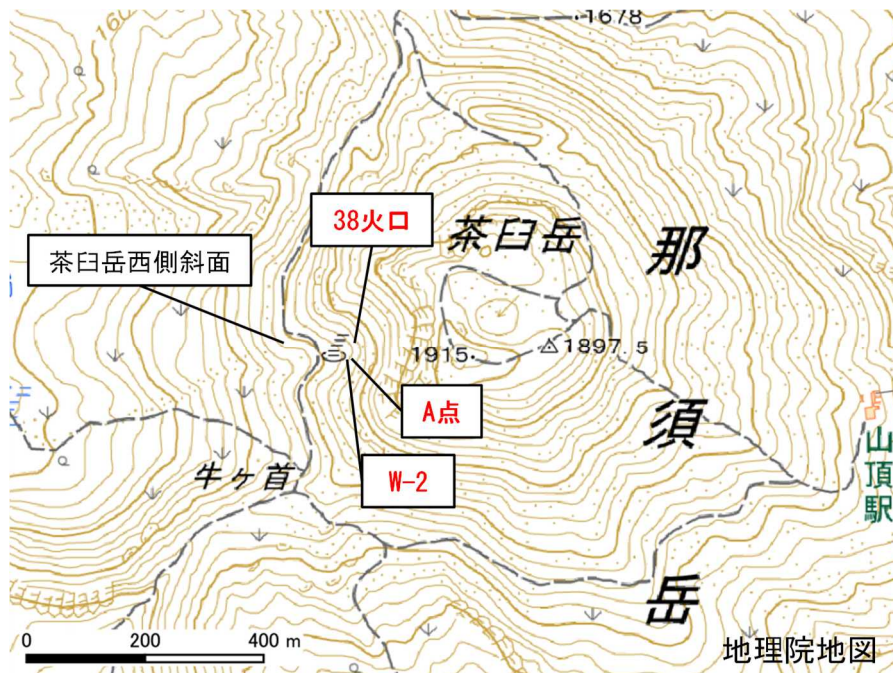 160
・1678
38火口
茶臼岳
那
茶臼岳西側斜面
1915・
1897.5
A点
須
山頂駅
牛ヶ首
W-2
岳
0 200 400 m
地理院地図